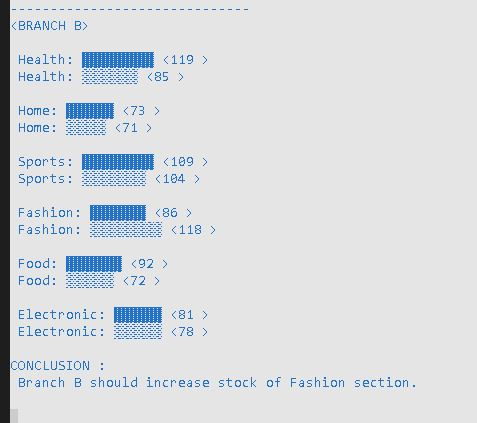 ------------------------------
<BRANCH B>
Health: ▓▓▓▓▓▓▓▓▓ <119 >
Health: ░░░░░░░ <85 >
Home: ▓▓▓▓▓▓ <73 >
Home: ░░░░░ <71 >
Sports: ▓▓▓▓▓▓▓▓▓ <109 >
Sports: ░░░░░░░░ <104 >
Fashion: ▓▓▓▓▓▓▓ <86 >
Fashion: ░░░░░░░░░ <118 >
Food: ▓▓▓▓▓▓▓ <92 >
Food: ░░░░░░ <72 >
Electronic: ▓▓▓▓▓▓ <81 >
Electronic: ░░░░░░ <78 >
CONCLUSION :
Branch B should increase stock of Fashion section.